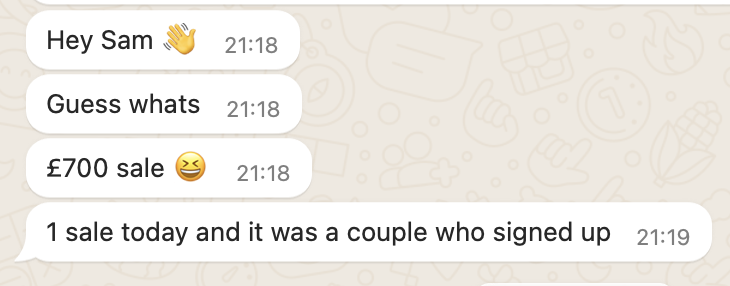 Hey Sam 👋 21:18
Guess whats 21:18
£700 sale 😆 21:18
1 sale today and it was a couple who signed up 21:19